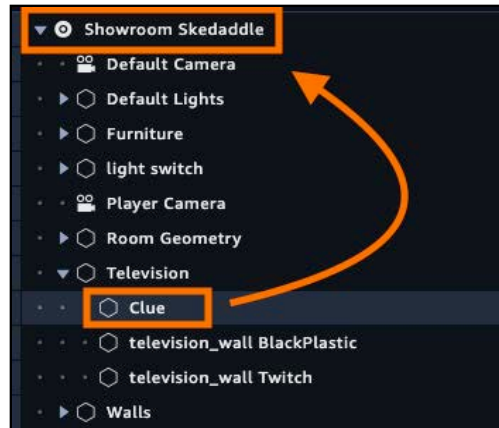 Showroom Skedaddle
Default Camera
Default Lights
Furniture
light switch
Player Camera
Room Geometry
Television
Clue
television_wall BlackPlastic
television_wall Twitch
Walls